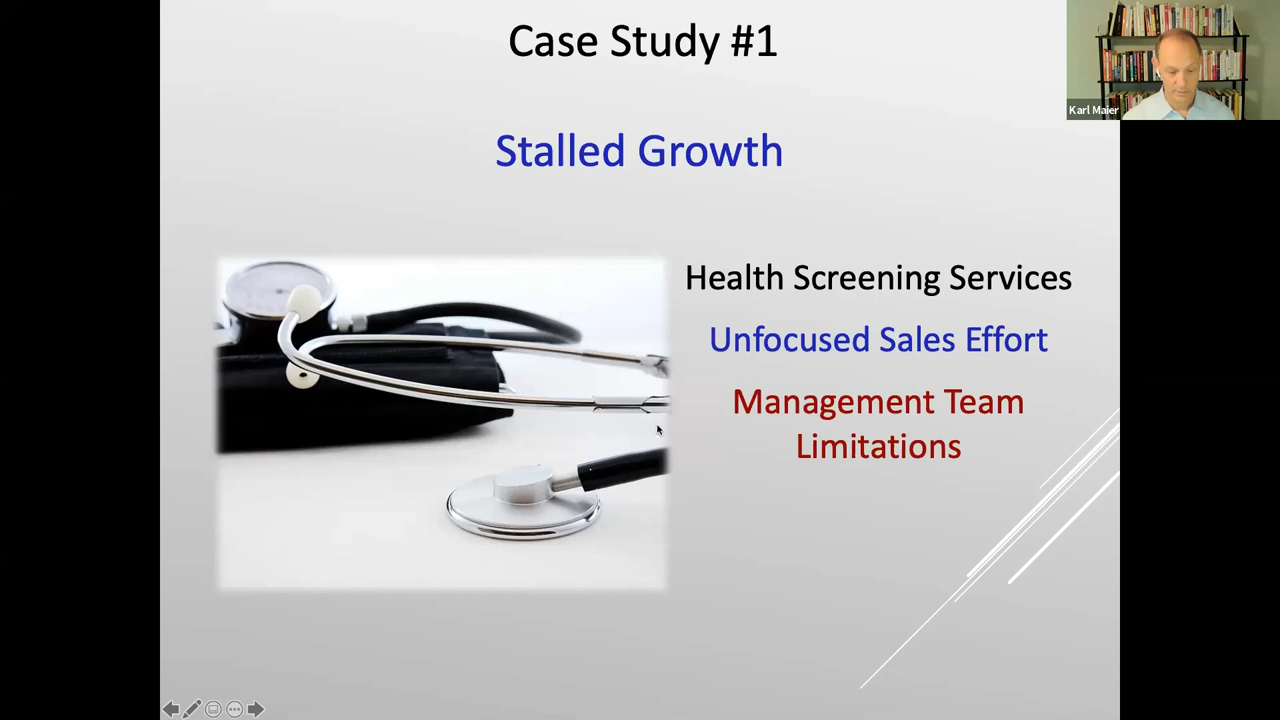 Case Study #1
Karl Maier
Stalled Growth
Health Screening Services
Unfocused Sales Effort
Management Team
Limitations